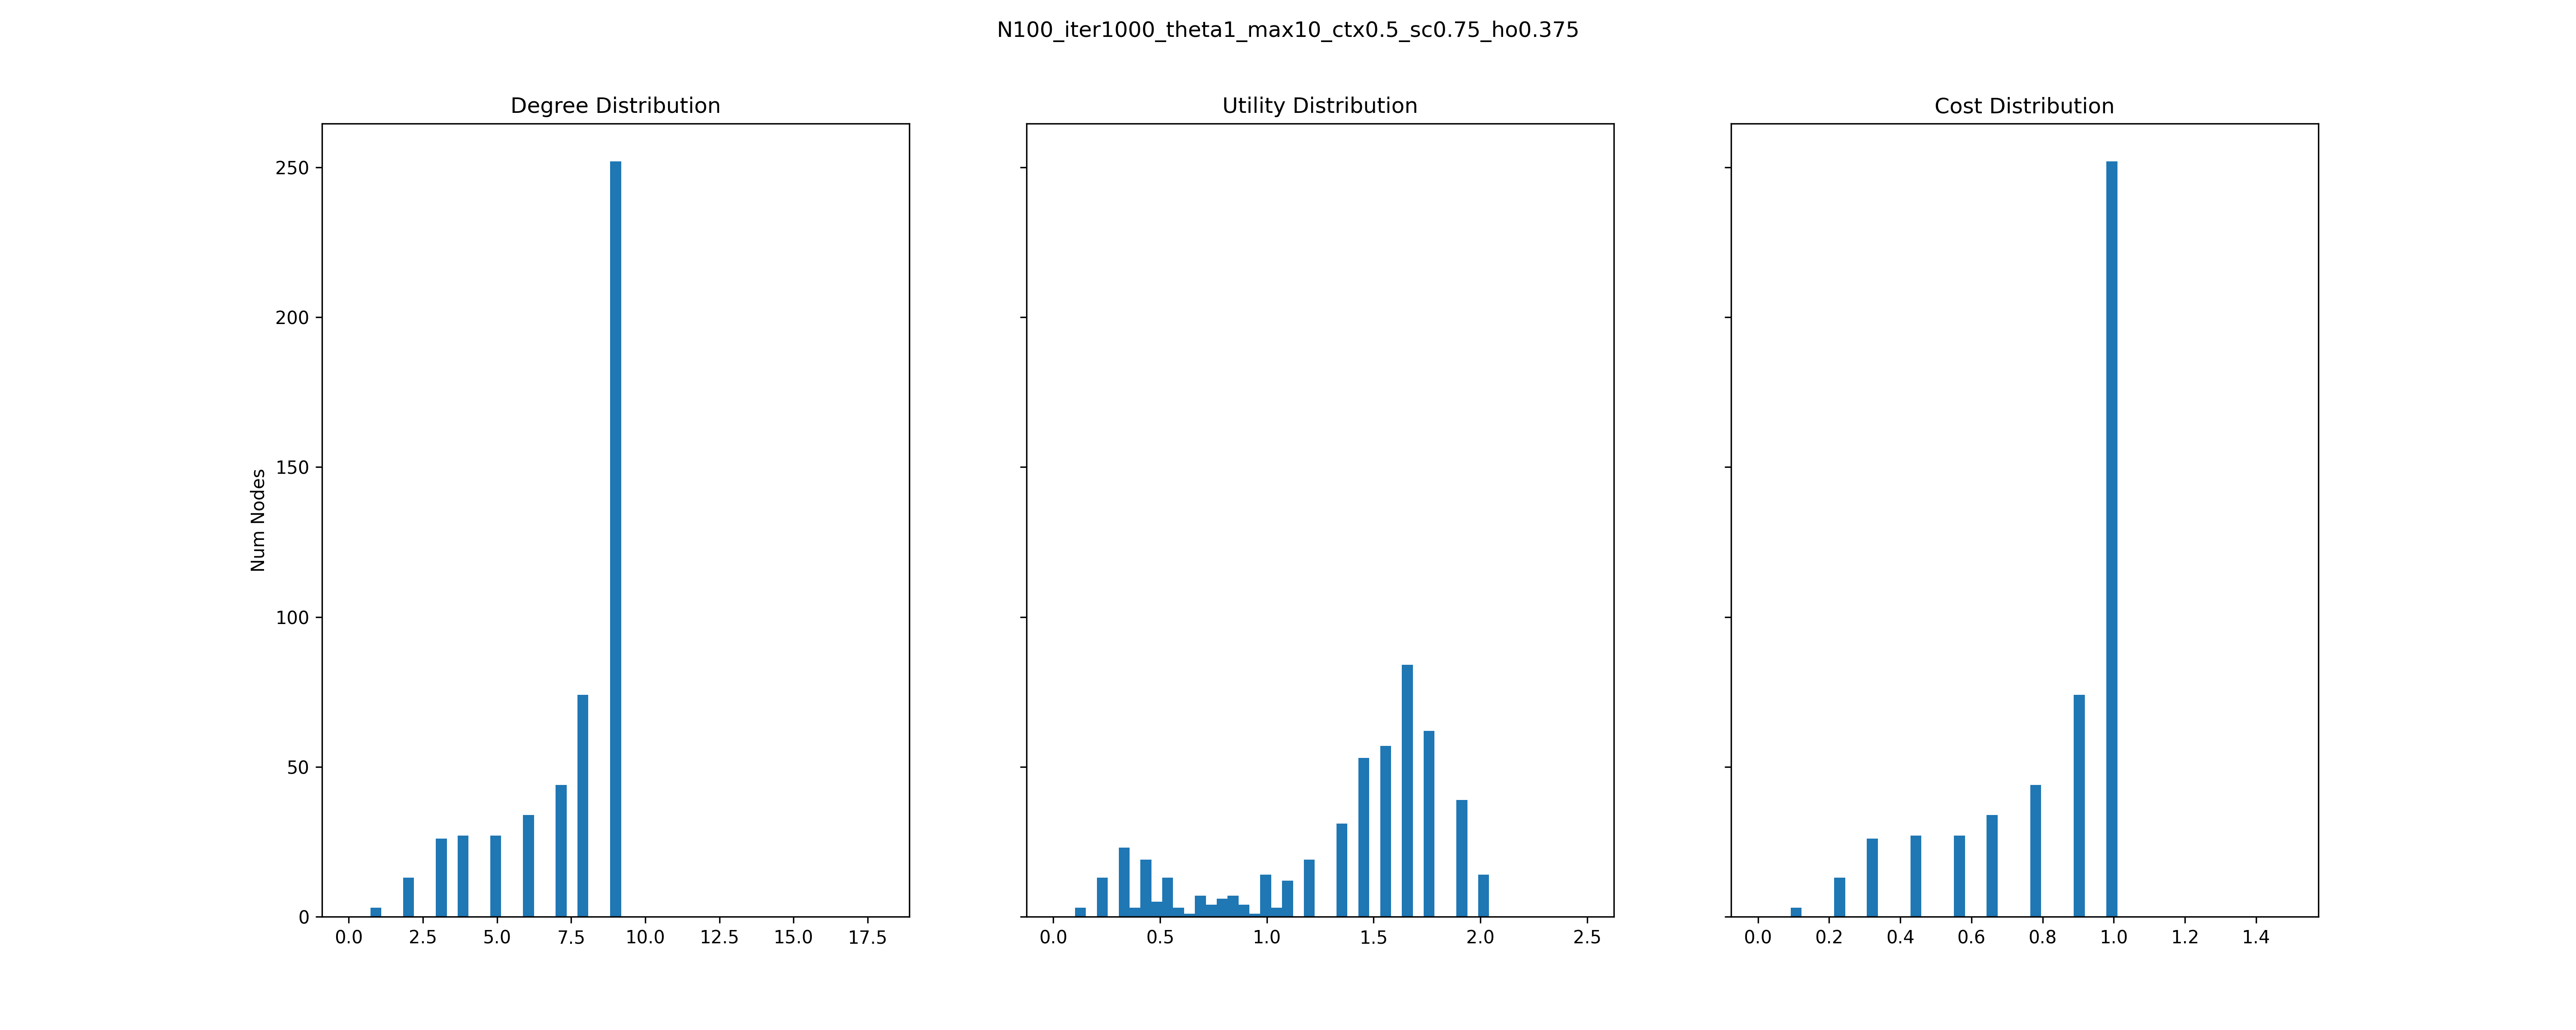 N100_iter1000_theta1_max10_ctx0.5_sc0.75_ho0.375
Degree Distribution
Utility Distribution
Cost Distribution
Num Nodes
250
200
150
100
50
0
0.0 2.5 5.0 7.5 10.0 12.5 15.0 17.5
0.0 0.5 1.0 1.5 2.0 2.5
0.0 0.2 0.4 0.6 0.8 1.0 1.2 1.4